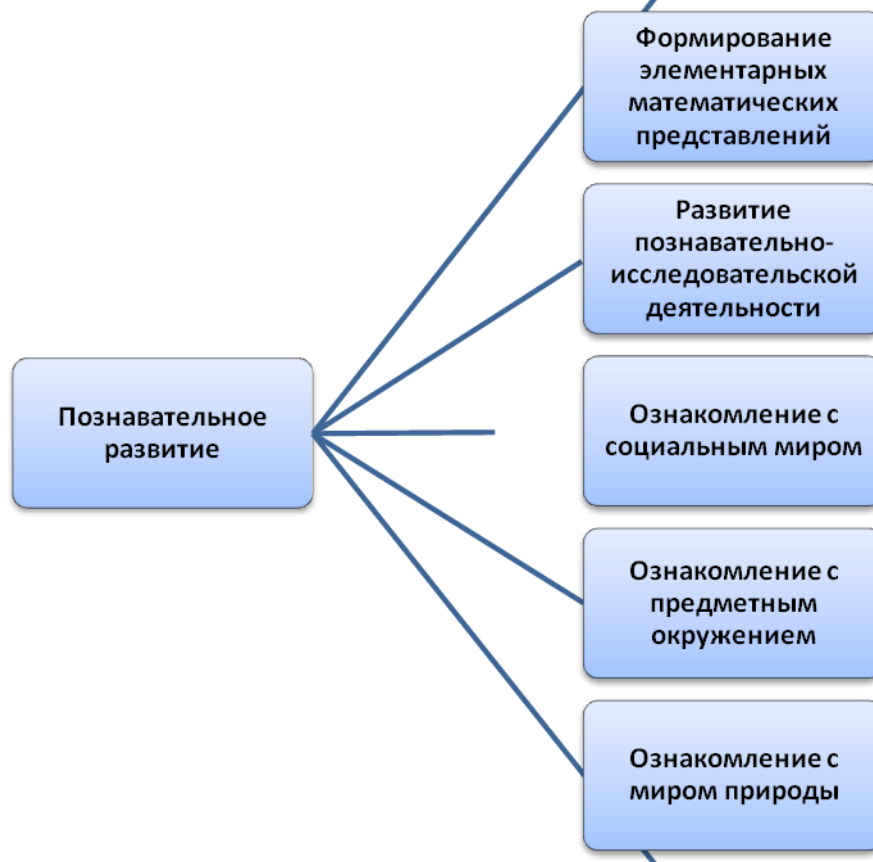 Формирование
элементарных
математических
представлений
Развитие
познавательно-
исследовательской
деятельности
Познавательное
развитие
Ознакомление с
социальным миром
Ознакомление с
предметным
окружением
Ознакомление с
миром природы